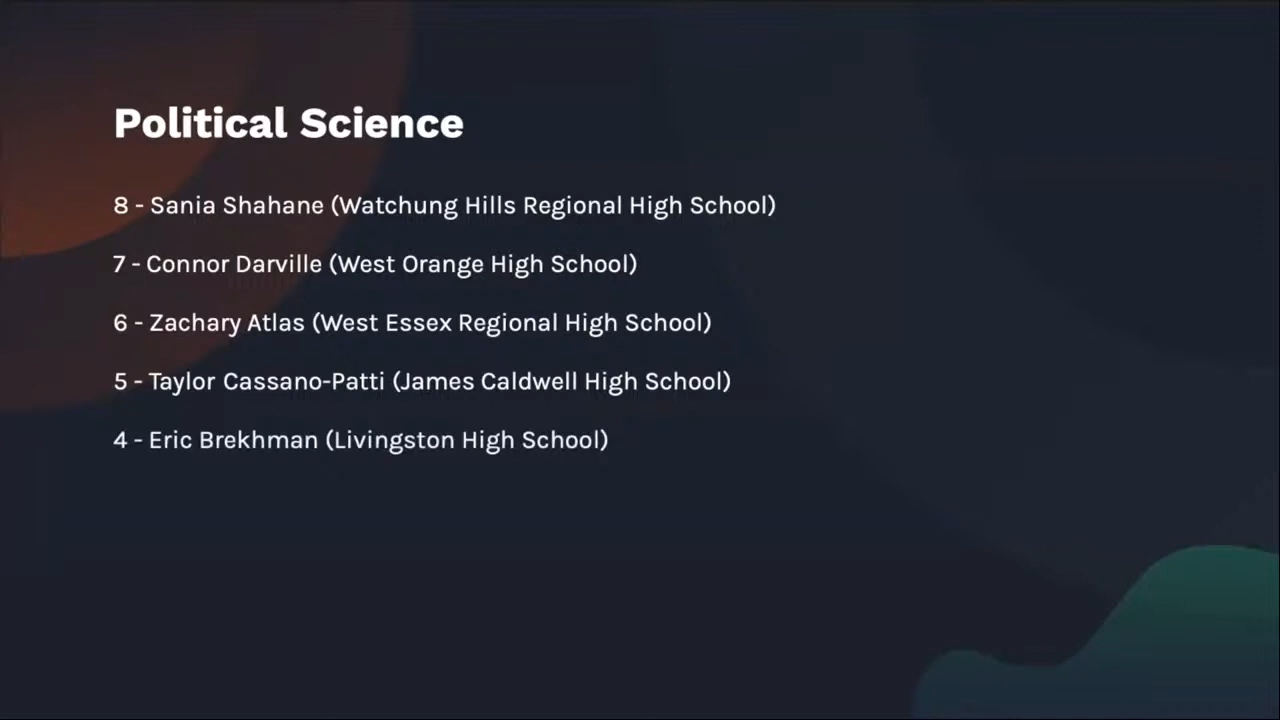 Political Science
8 - Sania Shahane (Watchung Hills Regional High School)
7 - Connor Darville (West Orange High School)
6 - Zachary Atlas (West Essex Regional High School)
5 - Taylor Cassano-Patti (James Caldwell High School)
4 - Eric Brekhman (Livingston High School)